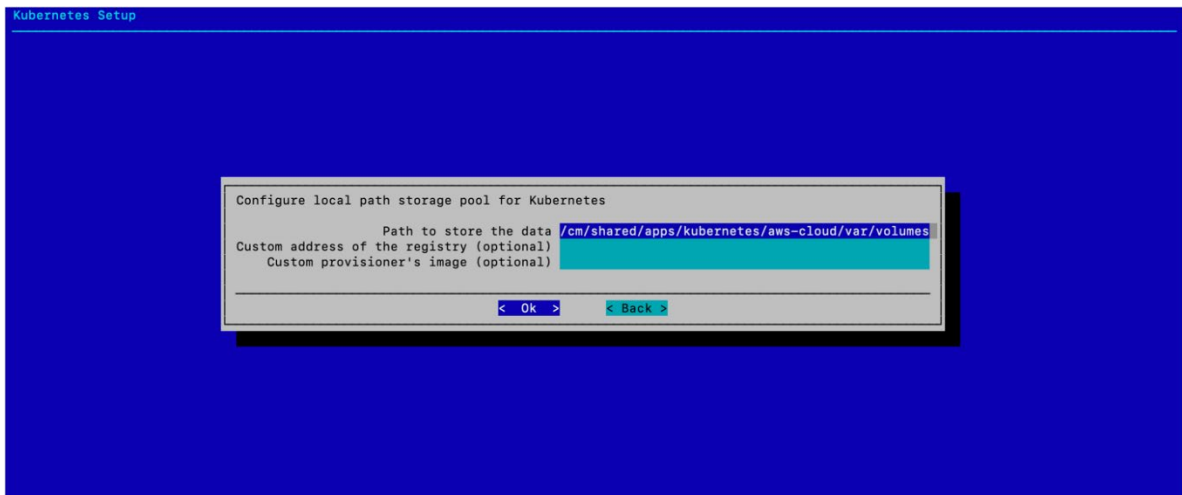 Kubernetes Setup
Configure local path storage pool for Kubernetes
Path to store the data /cm/shared/apps/kubernetes/aws-cloud/var/volumes
Custom address of the registry (optional)
Custom provisioner's image (optional)
< Ok > < Back >